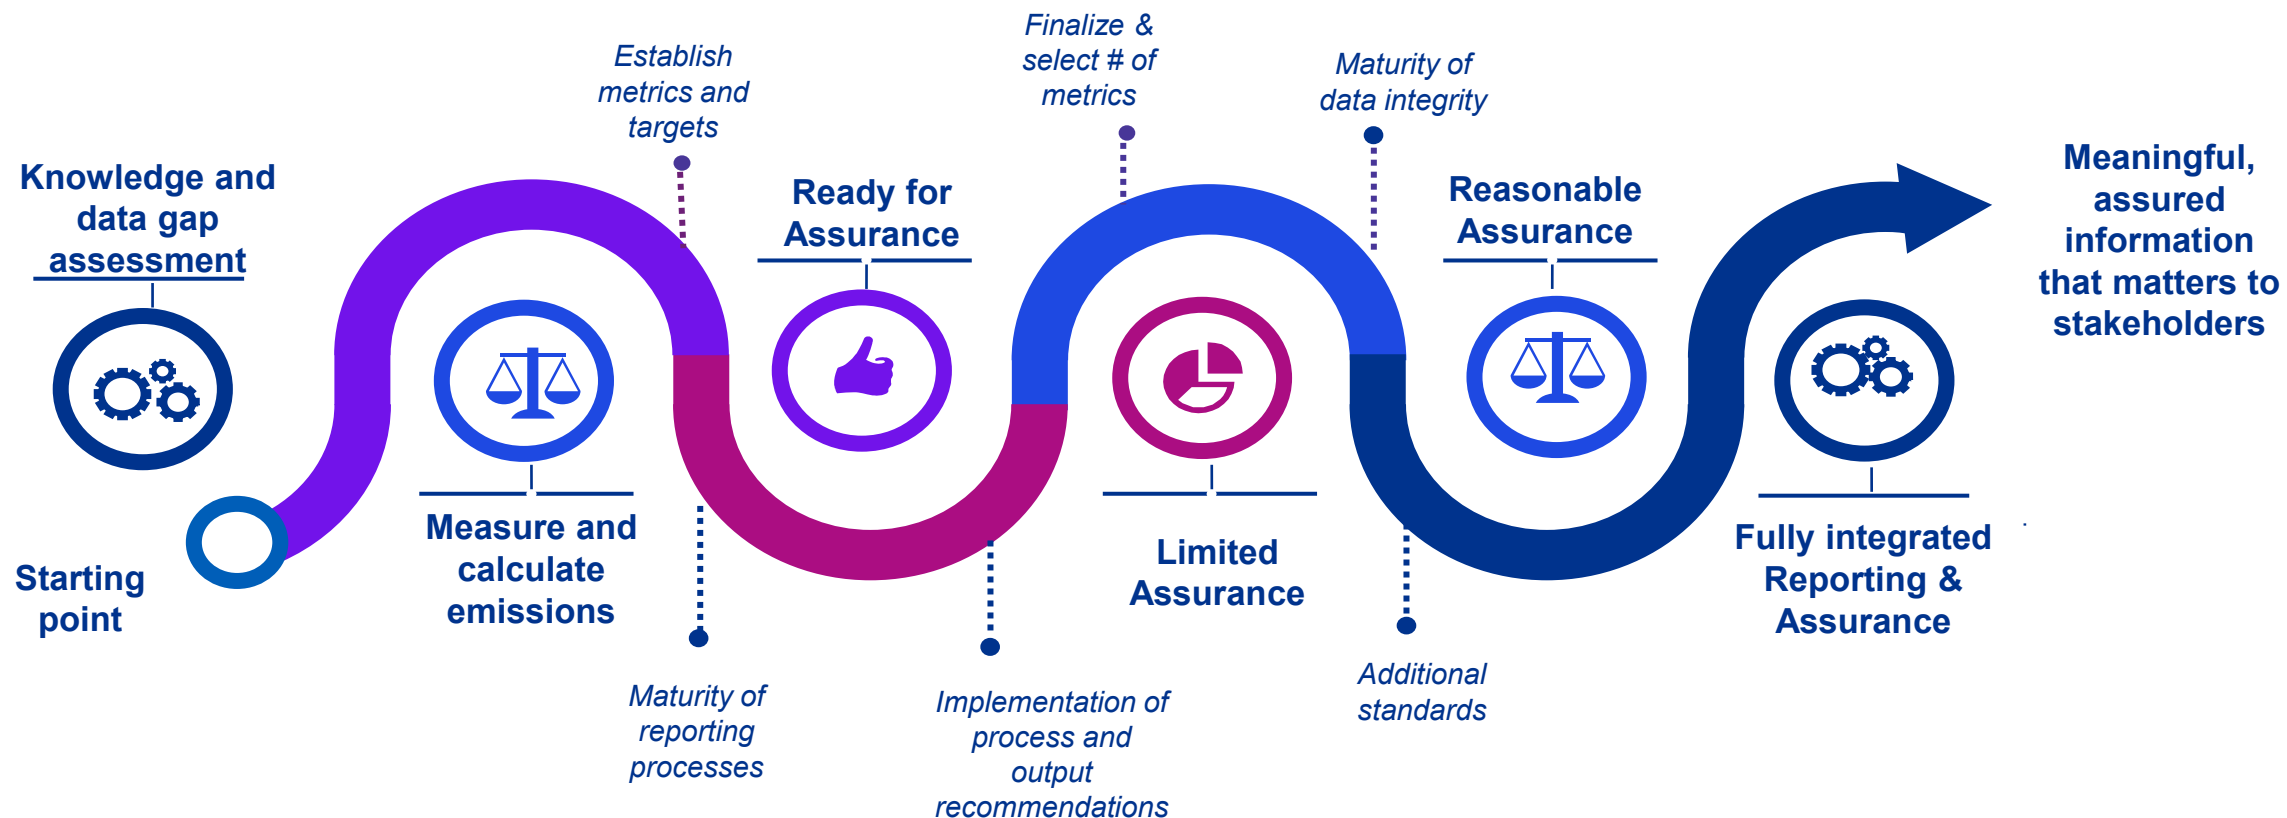 Knowledge and
data gap
assessment
Starting
point
Measure and
calculate
emissions
Establish
metrics and
targets
Maturity of
reporting
processes
Ready for
Assurance
Implementation of
process and
output
recommendations
Finalize &
select # of
metrics
Limited
Assurance
Maturity of
data integrity
Additional
standards
Reasonable
Assurance
Fully integrated
Reporting &
Assurance
Meaningful,
assured
information
that matters to
stakeholders